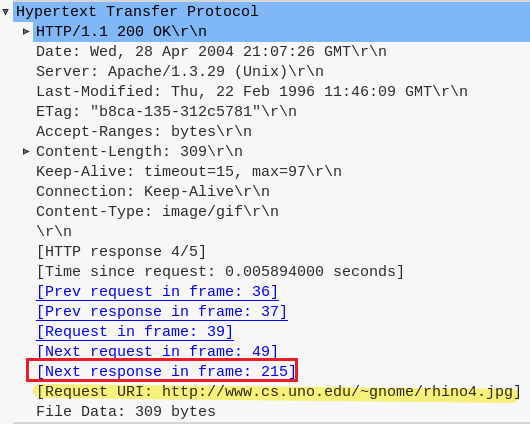 Hypertext Transfer Protocol
HTTP/1.1 200 OK\r\n
Date: Wed, 28 Apr 2004 21:07:26 GMT\r\n
Server: Apache/1.3.29 (Unix)\r\n
Last-Modified: Thu, 22 Feb 1996 11:46:09 GMT\r\n
ETag: "b8ca-135-312c5781"\r\n
Accept-Ranges: bytes\r\n
Content-Length: 309\r\n
Keep-Alive: timeout=15, max=97\r\n
Connection: Keep-Alive\r\n
Content-Type: image/gif\r\n
\r\n
[HTTP response 4/5]
[Time since request: 0.005894000 seconds]
[Prev request in frame: 36]
[Prev response in frame: 37]
[Request in frame: 39]
[Next request in frame: 49]
[Next response in frame: 215]
[Request URI: http://www.cs.uno.edu/~gnome/rhino4.jpg]
File Data: 309 bytes